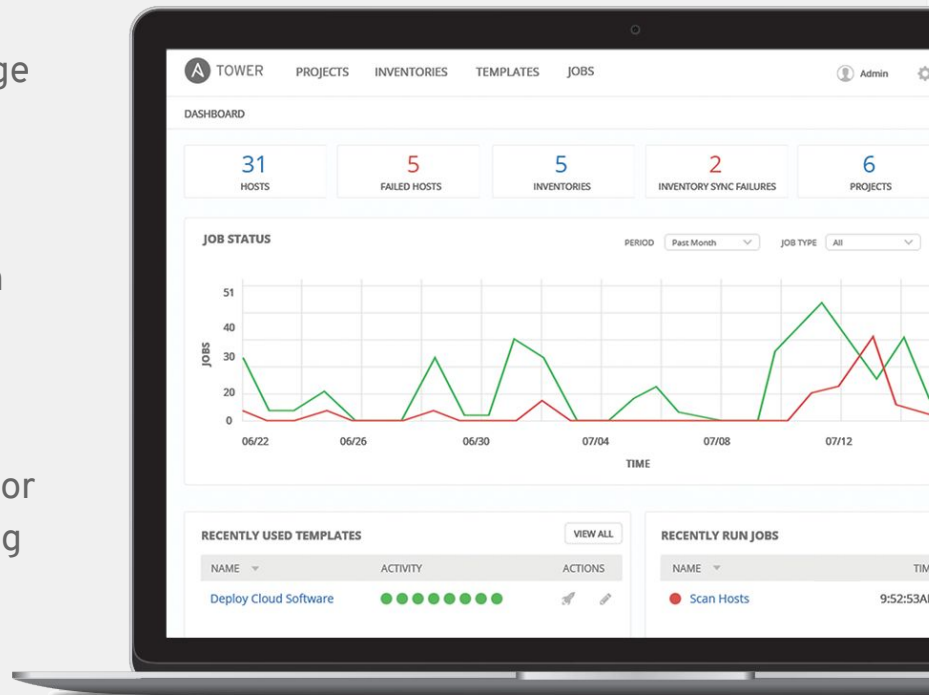 ge
or
g
TOWER PROJECTS INVENTORIES TEMPLATES JOBS Admin
DASHBOARD
31 5 5 2 6
HOSTS FAILED HOSTS INVENTORIES INVENTORY SYNC FAILURES PROJECTS
JOB STATUS PERIOD Past Month JOB TYPE All
51
40
30
20
0
JOBS
06/22 06/26 06/30 07/04 07/08 07/12
TIME
RECENTLY USED TEMPLATES VIEW ALL RECENTLY RUN JOBS
NAME ACTIVITY ACTIONS NAME TIM
Deploy Cloud Software Scan Hosts 9:52:53A